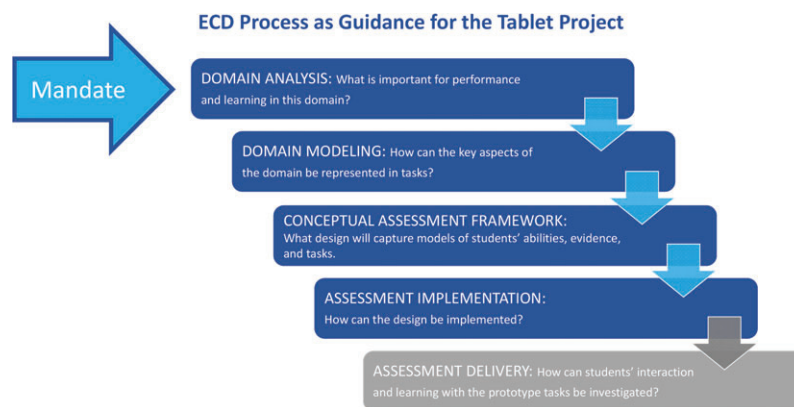 ECD Process as Guidance for the Tablet Project
Mandate
DOMAIN ANALYSIS: What is important for performance
and learning in this domain?
DOMAIN MODELING: How can the key aspects of
the domain be represented in tasks?
CONCEPTUAL ASSESSMENT FRAMEWORK:
What design will capture models of students’ abilities, evidence,
and tasks.
ASSESSMENT IMPLEMENTATION:
How can the design be implemented?
ASSESSMENT DELIVERY: How can students’ interaction
and learning with the prototype tasks be investigated?